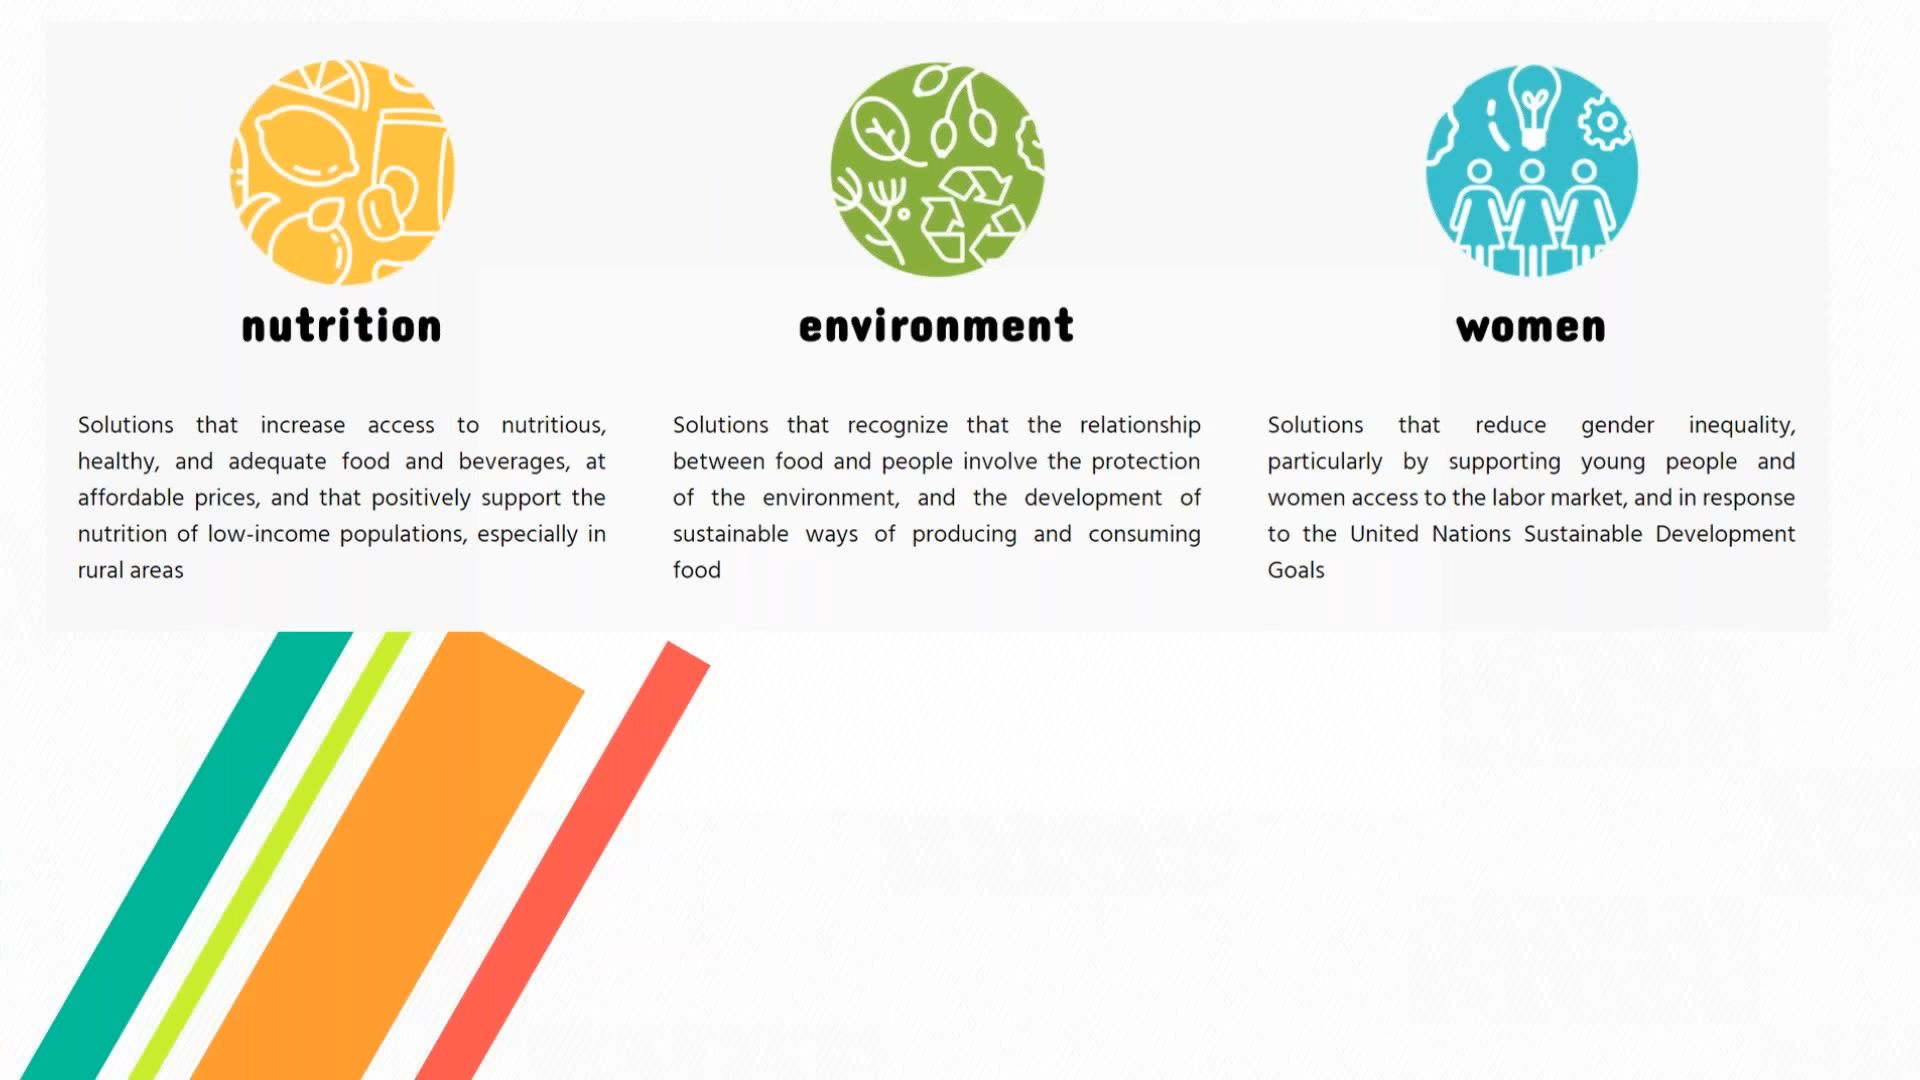 nutrition
Solutions that increase access to nutritious,
healthy, and adequate food and beverages, at
affordable prices, and that positively support the
nutrition of low-income populations, especially in
rural areas
environment
Solutions that recognize that the relationship
between food and people involve the protection
of the environment, and the development of
sustainable ways of producing and consuming
food
women
Solutions that reduce gender inequality,
particularly by supporting young people and
women access to the labor market, and in response
to the United Nations Sustainable Development
Goals